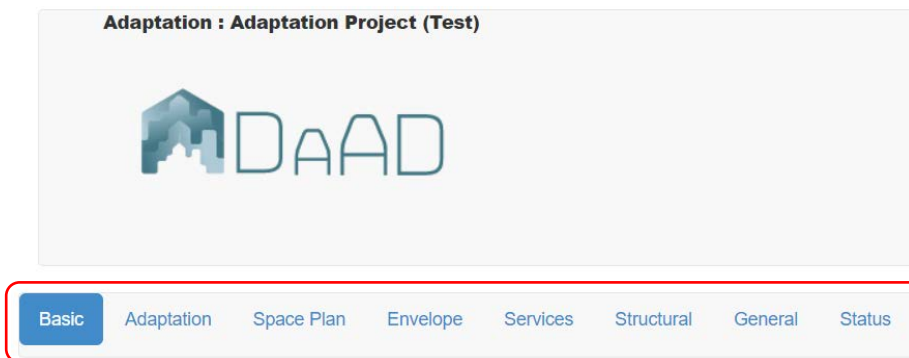 Adaptation : Adaptation Project (Test)
DAAD
Basic Adaptation Space Plan Envelope Services Structural General Status